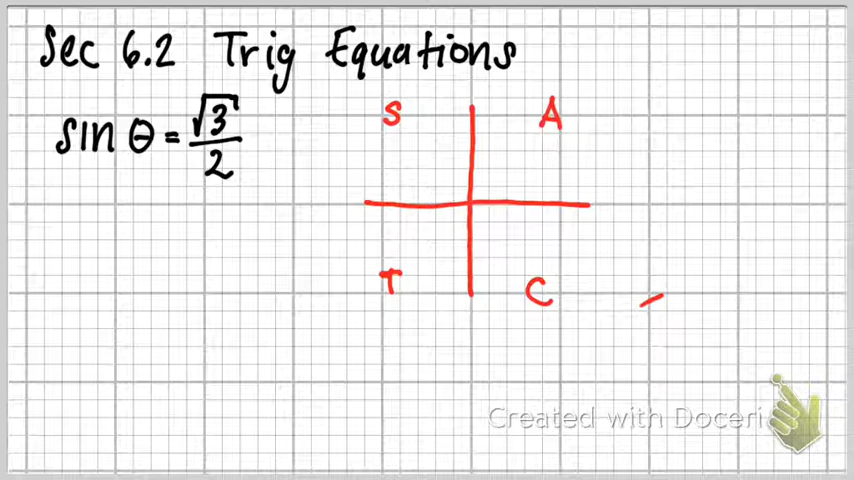 Sec 6.2 Trig Equations
sin θ = √3/2
S A
T C
Created with Doceri